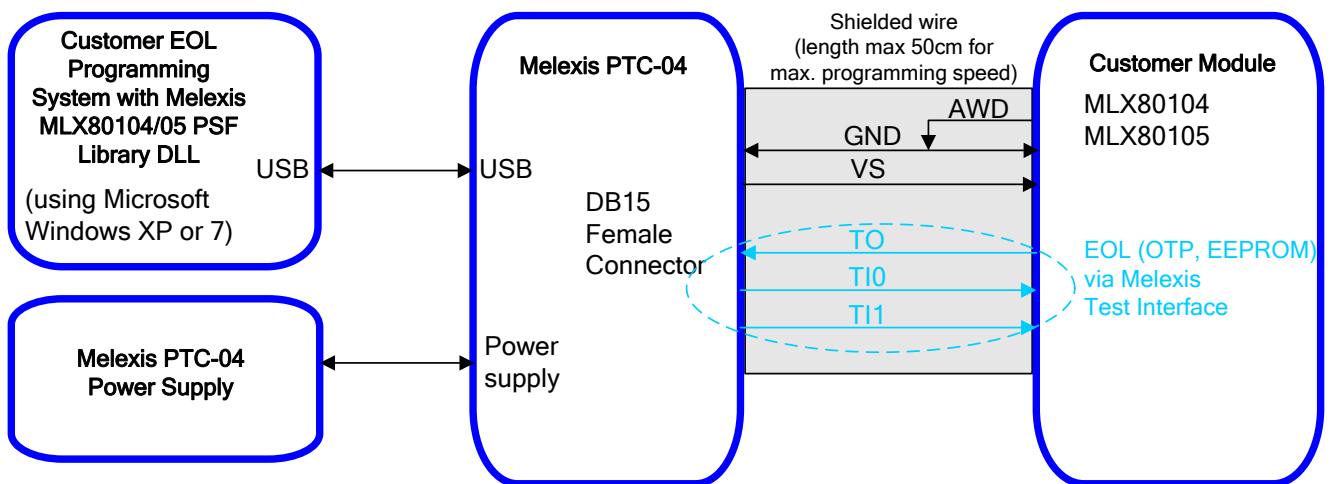 Customer EOL
Programming
System with Melexis
MLX80104/05 PSF
Library DLL
(using Microsoft
Windows XP or 7)
USB
Melexis PTC-04
Power Supply
Melexis PTC-04
USB
DB15
Female
Connector
Power
supply
Shielded wire
(length max 50cm for
max. programming speed)
AWD
GND
VS
TO
TI0
TI1
Customer Module
MLX80104
MLX80105
EOL (OTP, EEPROM)
via Melexis
Test Interface